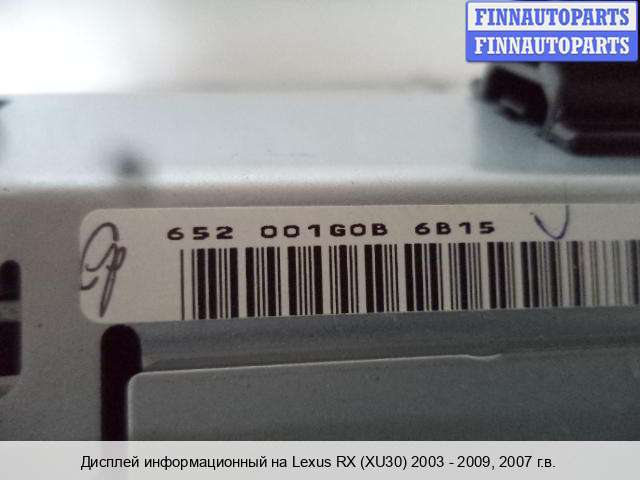 FINNAUTOPARTS
FINNAUTOPARTS
652 001G0B 6B15
Дисплей информационный на Lexus RX (XU30) 2003 - 2009, 2007 г.в.